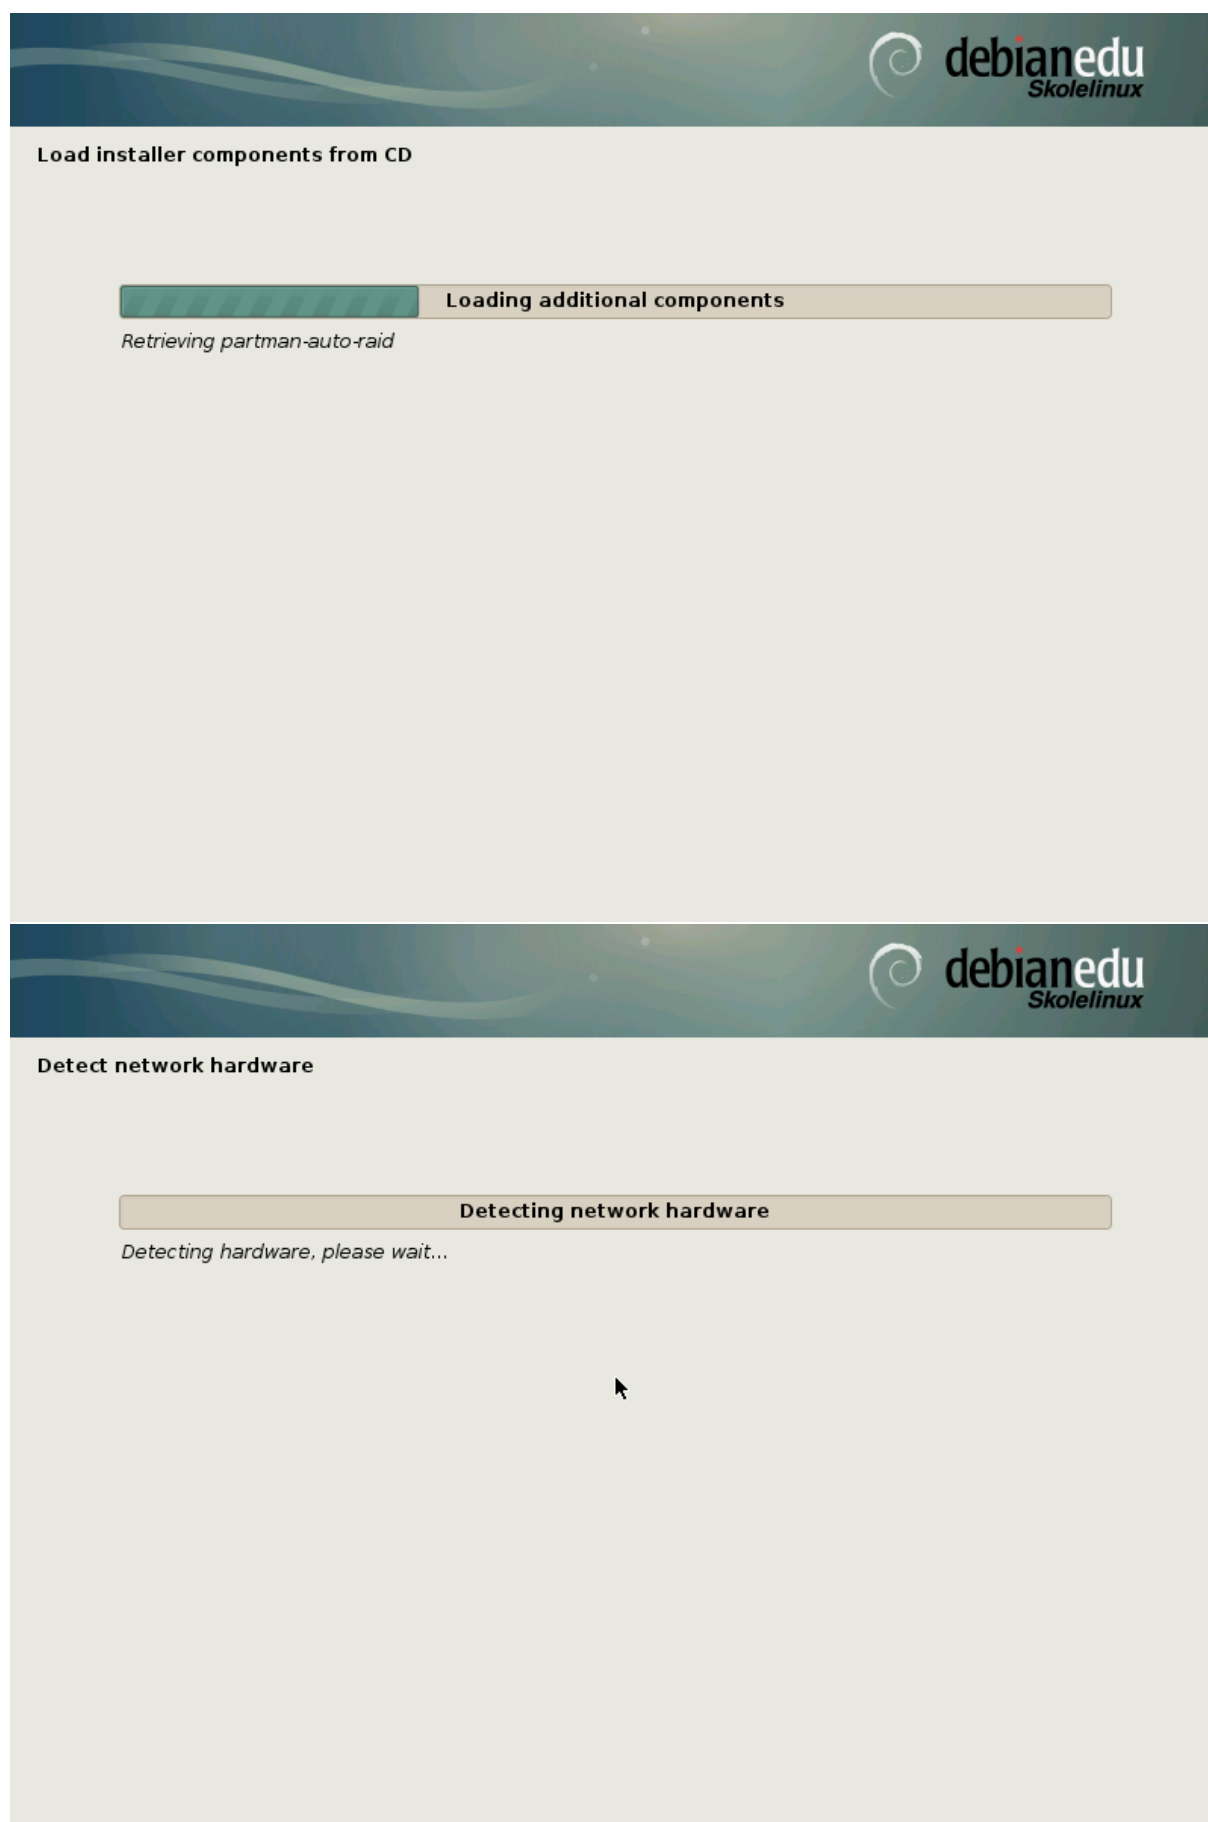 debianedu
Skolelinux
Load installer components from CD
Loading additional components
Retrieving partman-auto-raid
debianedu
Skolelinux
Detect network hardware
Detecting network hardware
Detecting hardware, please wait...